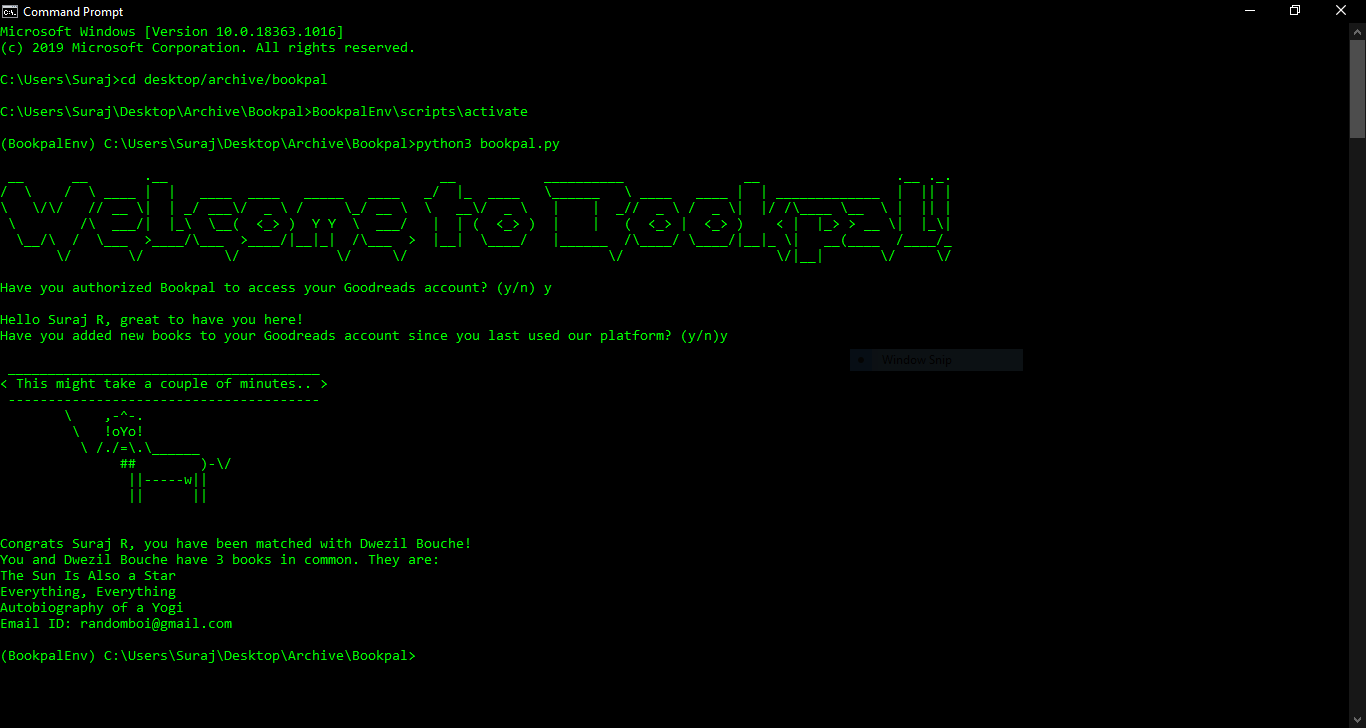 Command Prompt
Microsoft Windows [Version 10.0.18363.1016]
(c) 2019 Microsoft Corporation. All rights reserved.
C:\Users\Suraj>cd desktop/archive/bookpal
C:\Users\Suraj\Desktop\Archive\Bookpal>BookpalEnv\scripts\activate
(BookpalEnv) C:\Users\Suraj\Desktop\Archive\Bookpal>python3 bookpal.py
Welcome to Bookpal!
Have you authorized Bookpal to access your Goodreads account? (y/n) y
Hello Suraj R, great to have you here!
Have you added new books to your Goodreads account since you last used our platform? (y/n)y
Window Snip
< This might take a couple of minutes.. >
Congrats Suraj R, you have been matched with Dwezil Bouche!
You and Dwezil Bouche have 3 books in common. They are:
The Sun Is Also a Star
Everything, Everything
Autobiography of a Yogi
Email ID: randomboi@gmail.com
(BookpalEnv) C:\Users\Suraj\Desktop\Archive\Bookpal>